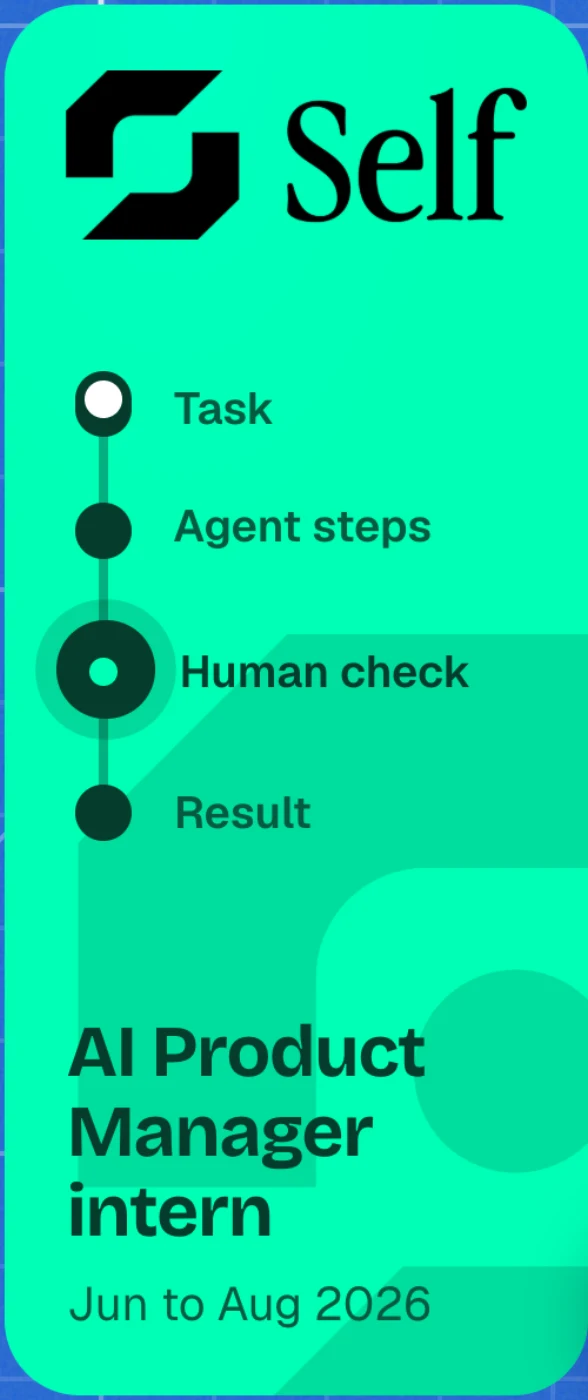 Self
Task
Agent steps
Human check
Result
AI Product
Manager
intern
Jun to Aug 2026